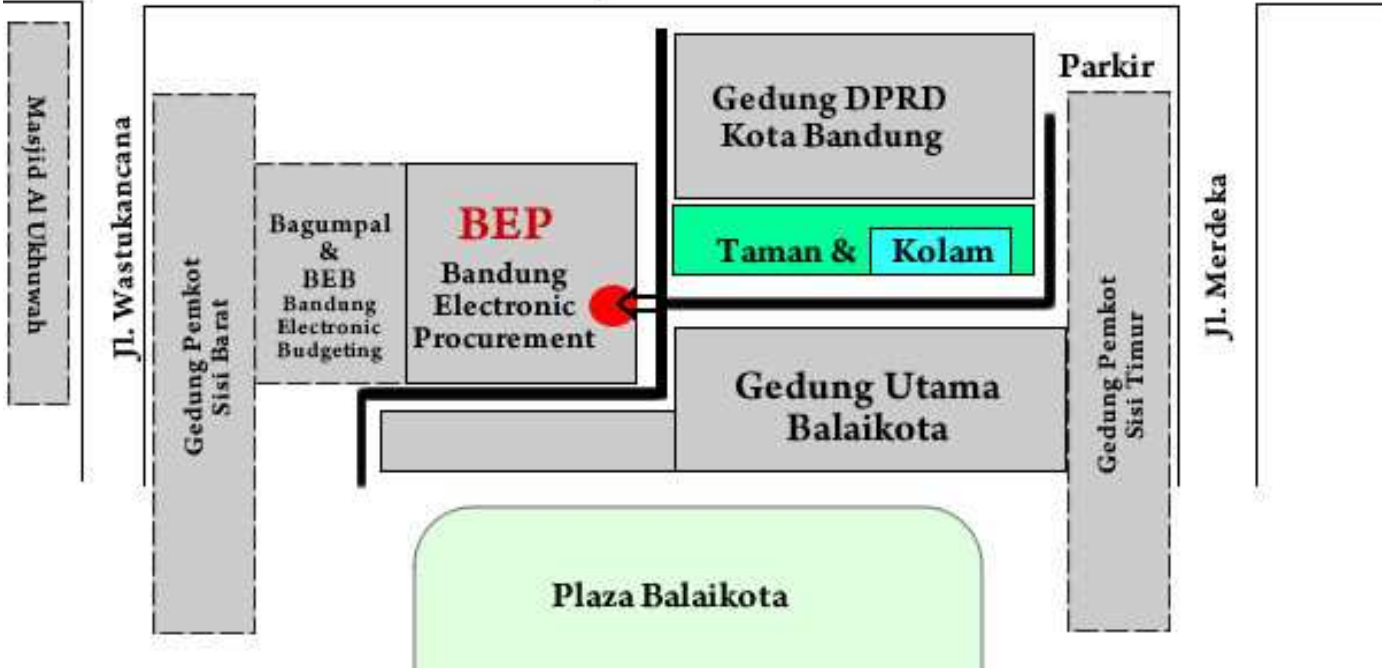 Masjid Al Ukhuwah
Jl. Wastukancana
Gedung Pemkot
Sisi Barat
Bagumpal
&
BEB
Bandung
Electronic
Budgeting
BEP
Bandung
Electronic
Procurement
Gedung DPRD
Kota Bandung
Taman & Kolam
Gedung Utama
Balaikota
Parkir
Gedung Pemkot
Sisi Timur
Jl. Merdeka
Plaza Balaikota